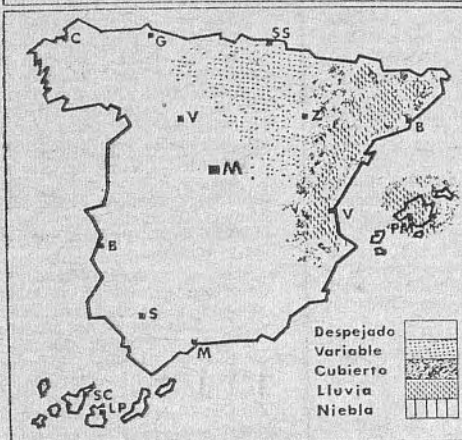 C
G
SS
V
Z
B
M
V
PM
B
S
M
SC
LP
Despejado
Variable
Cubierto
Lluvia
Niebla